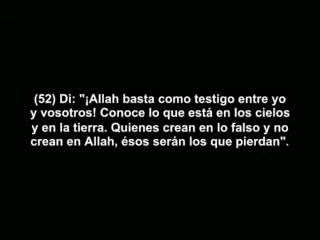 (52) Di: "¡Allah basta como testigo entre yo
y vosotros! Conoce lo que está en los cielos
y en la tierra. Quienes crean en lo falso y no
crean en Allah, ésos serán los que pierdan".